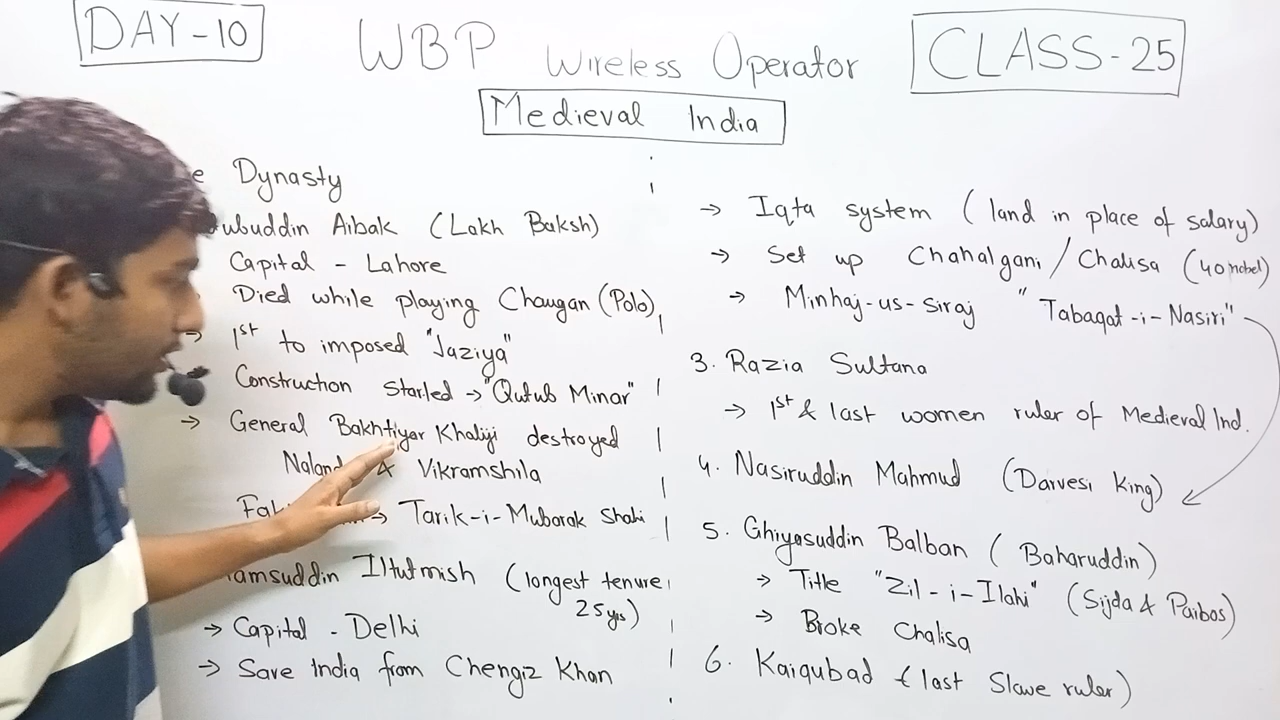 DAY-10
WBP Wireless Operator
CLASS-25
Medieval India
Dynasty
Aibak (Lakh Baksh)
Capital - Lahore
Died while playing Chaugan (Polo)
→ 1st to imposed "Jaziya"
Construction started → "Qutub Minar"
→ General Bakhtiyar Khaliji destroyed
& Vikramshila
→ Tarik-i-Mubarak Shahi
Iltutmish (longest tenure
25yrs)
→ Capital - Delhi
→ Save India from Chengiz Khan
→ Iqta system (land in place of salary)
→ Set up Chahalgani/Chalisa (40 nobel)
→ Minhaj-us-Siraj "Tabaqat-i-Nasiri"
3. Razia Sultana
→ 1st & last women ruler of Medieval Ind.
4. Nasiruddin Mahmud (Darvesi King)
5. Ghiyasuddin Balban (Baharuddin)
→ Title "Zil-i-Ilahi" (Sijda & Paibos)
→ Broke Chalisa
6. Kaiqubad (last Slave ruler)